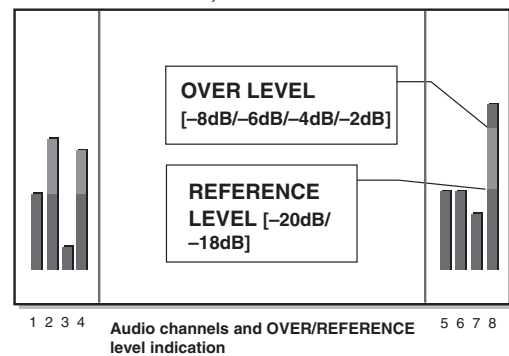 OVER LEVEL
[–8dB/–6dB/–4dB/–2dB]
REFERENCE
LEVEL [–20dB/
–18dB]
1 2 3 4
5 6 7 8
Audio channels and OVER/REFERENCE
level indication